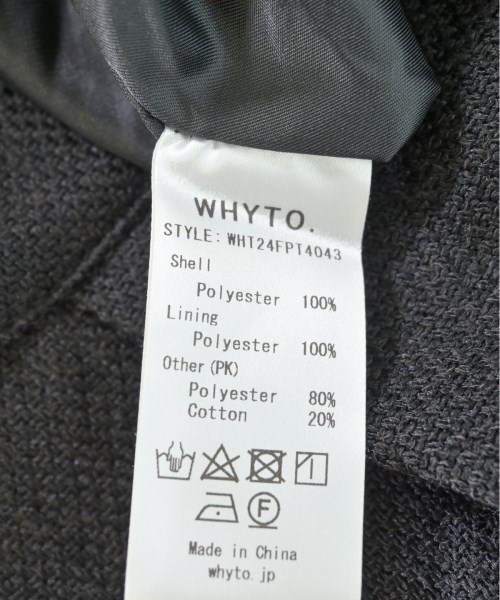 WHYTO.
STYLE: WHT24FPT4043
Shell
Polyester 100%
Lining
Polyester 100%
Other (PK)
Polyester 80%
Cotton 20%
F
Made in China
whyto.jp